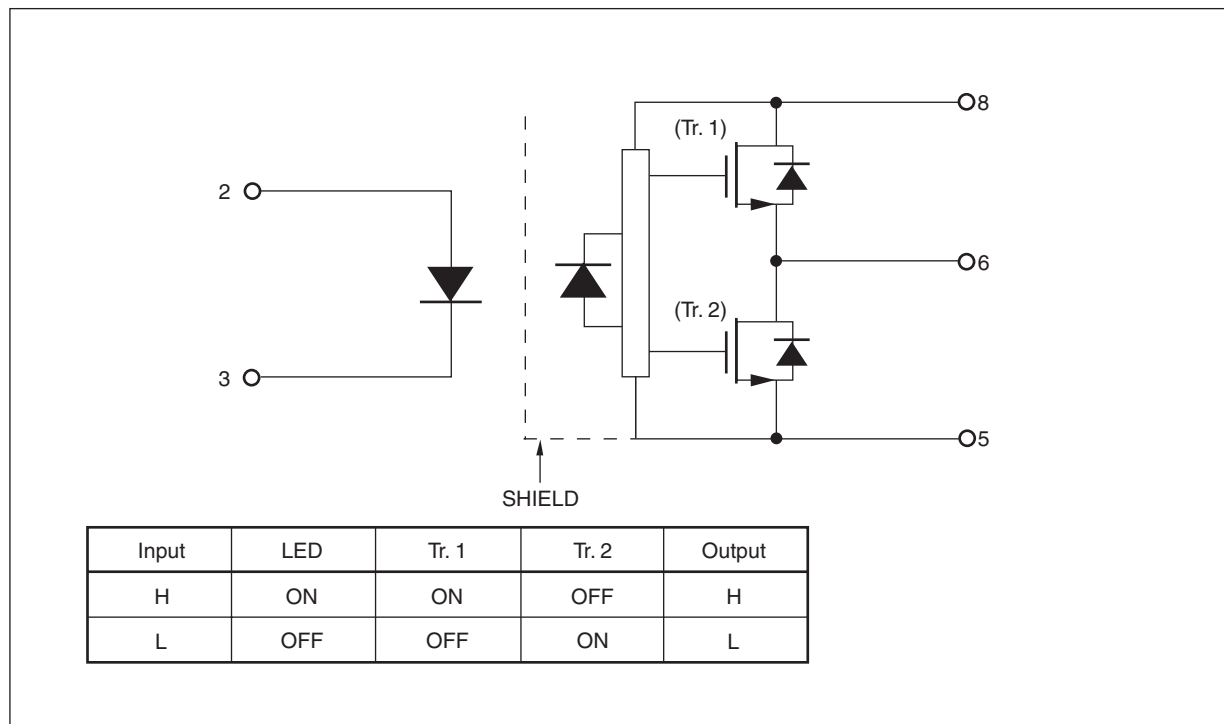 8
(Tr. 1)
2
6
(Tr. 2)
3
5
SHIELD
Input LED Tr. 1 Tr. 2 Output
H ON ON OFF H
L OFF OFF ON L